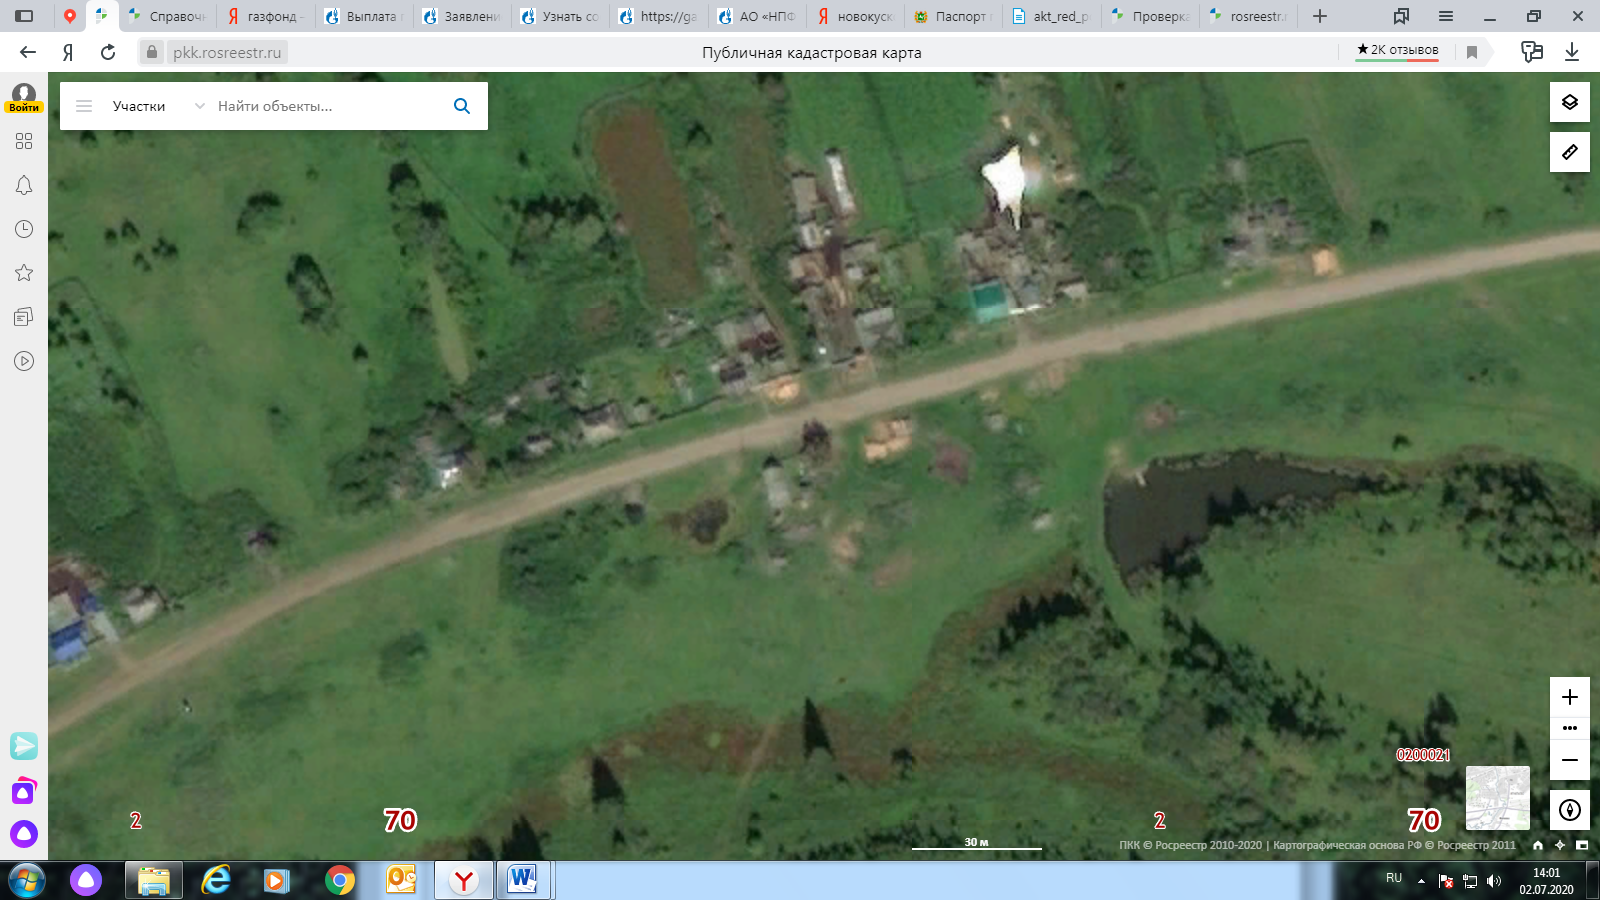 Справочн
газфонд –
Выплата п
Заявлени
Узнать со
https://ga
АО «НПФ
новокуск
Паспорт п
akt_red_p
Проверка
rosreestr.r
pkk.rosreestr.ru
Публичная кадастровая карта
★ 2K отзывов
Войти
Участки
Найти объекты...
0200021
2
70
2
70
30 м
ПКК © Росреестр 2010-2020 | Картографическая основа РФ © Росреестр 2011
RU
14:01
02.07.2020